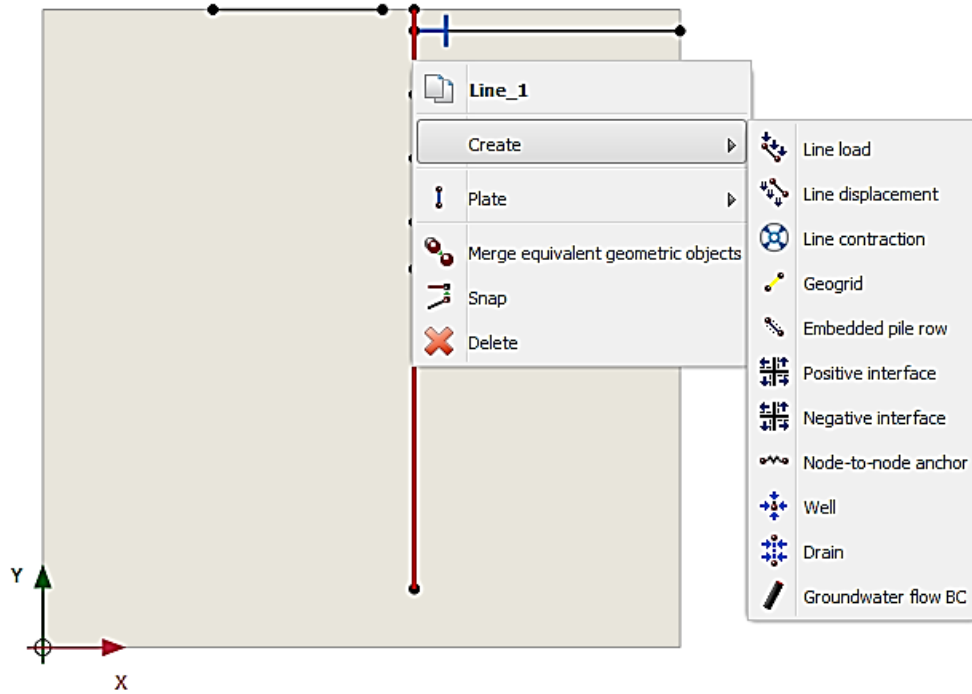 Line_1
Create
Plate
Merge equivalent geometric objects
Snap
Delete
Line load
Line displacement
Line contraction
Geogrid
Embedded pile row
Positive interface
Negative interface
Node-to-node anchor
Well
Drain
Groundwater flow BC
Y
X